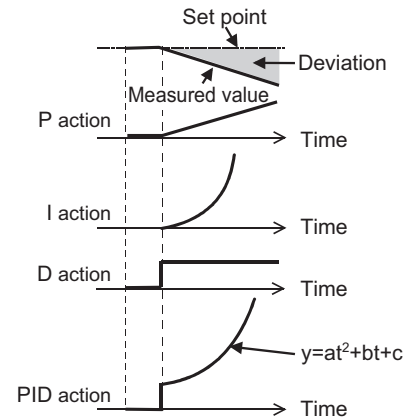 Set point
Deviation
Measured value
P action
Time
I action
Time
D action
Time
y=at²+bt+c
PID action
Time